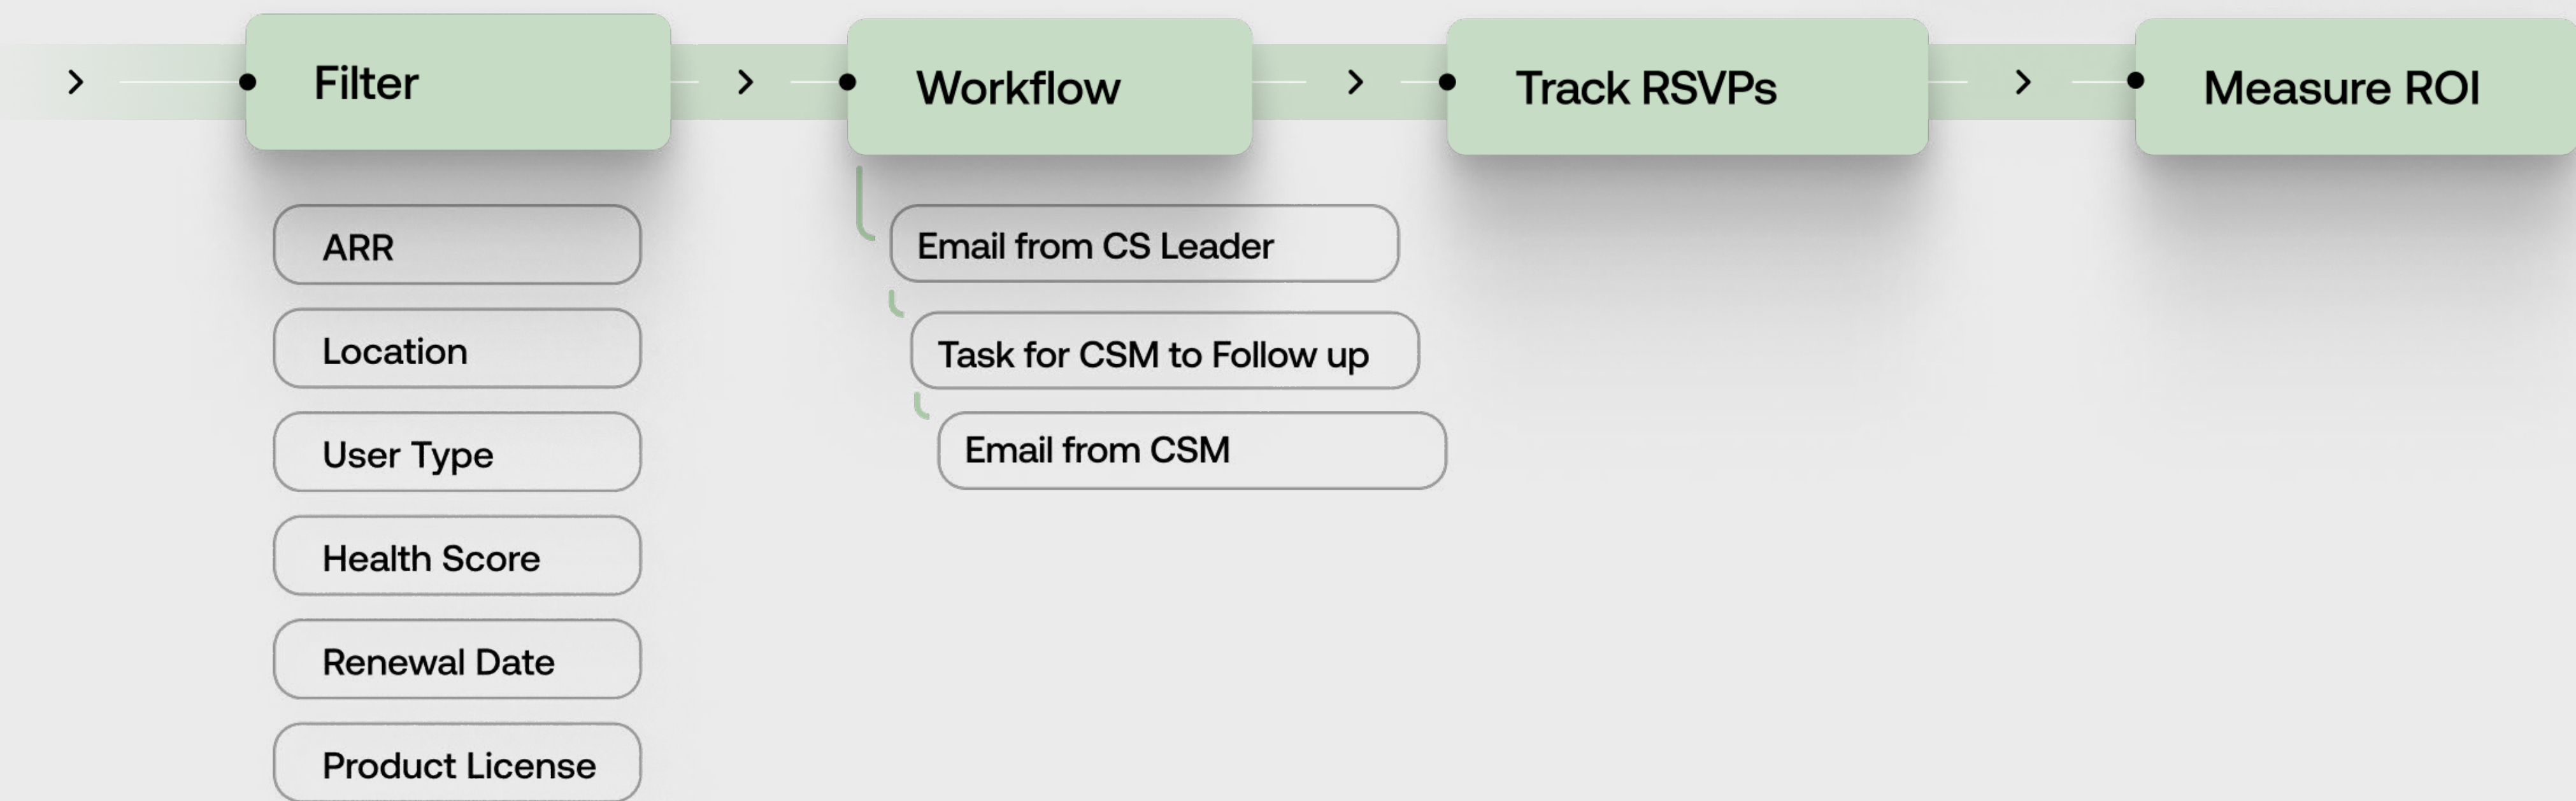 Filter
Workflow
Track RSVPs
Measure ROI
ARR
Location
User Type
Health Score
Renewal Date
Product License
Email from CS Leader
Task for CSM to Follow up
Email from CSM